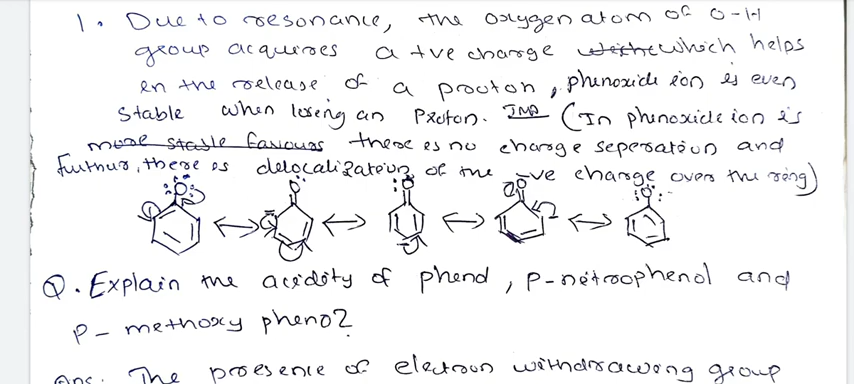 1. Due to resonance, the oxygen atom of O-H
group acquires a +ve charge which helps
in the release of a proton, phenoxide ion is even
stable when losing an Proton. IMP (In phenoxide ion is
more stable favours there is no charge seperation and
furthur, there is delocalization of the -ve charge over the ring)
Q. Explain the acidity of phenol, p-nitrophenol and
p-methoxy phenol?
Ans. The presence of electron withdrawing group